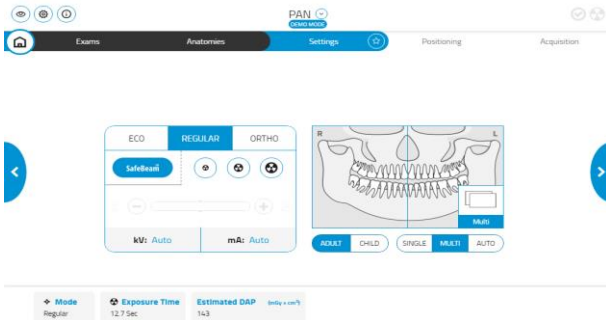 PAN
DEMO MODE
Exams
Anatomies
Settings
Positioning
Acquisition
ECO REGULAR ORTHO
SafeBeam
kV: Auto mA: Auto
R L
Multi
ADULT CHILD SINGLE MULTI AUTO
Mode Exposure Time Estimated DAP (mGy x cm²)
Regular 12.7 Sec 143